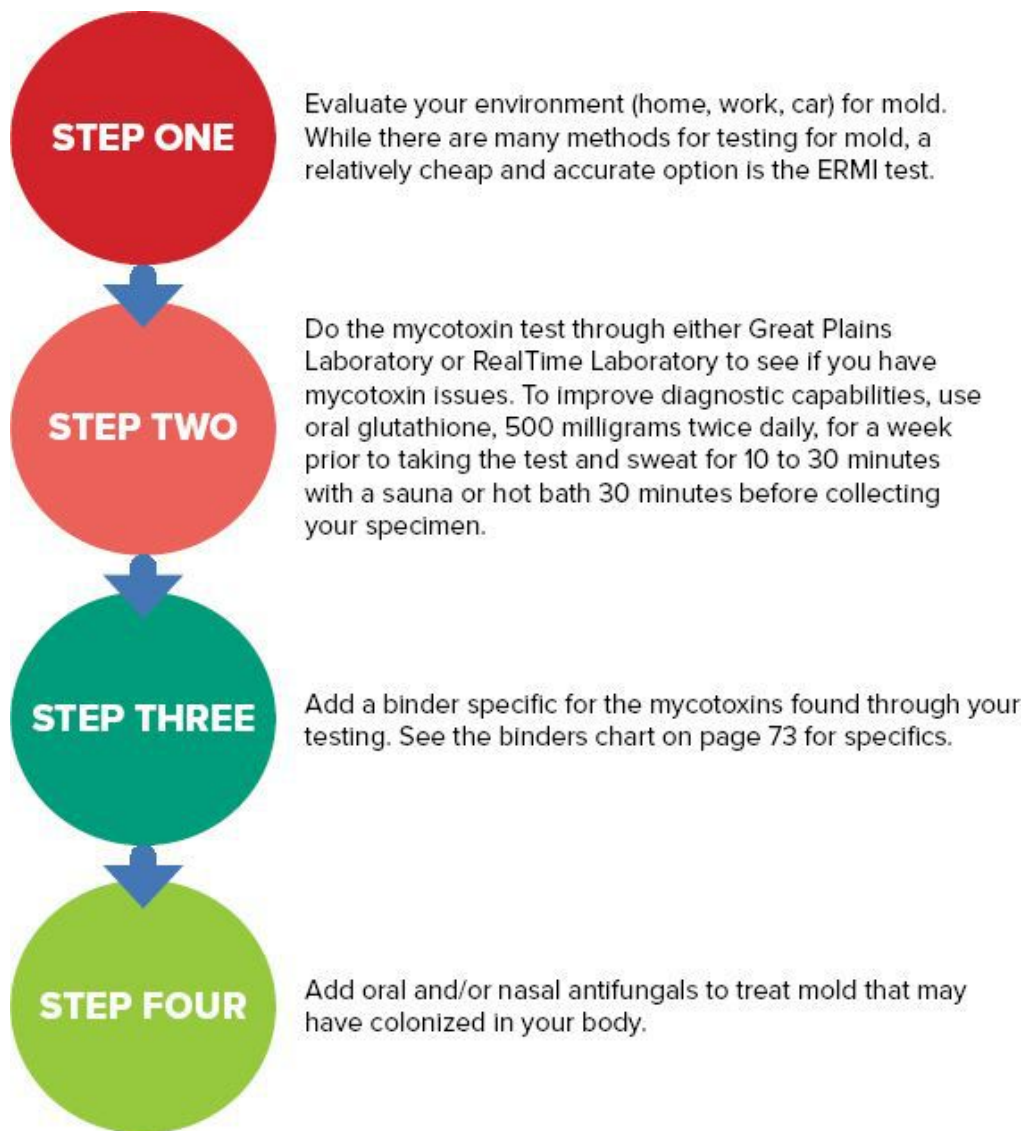 STEP ONE
Evaluate your environment (home, work, car) for mold.
While there are many methods for testing for mold, a
relatively cheap and accurate option is the ERMI test.
STEP TWO
Do the mycotoxin test through either Great Plains
Laboratory or RealTime Laboratory to see if you have
mycotoxin issues. To improve diagnostic capabilities, use
oral glutathione, 500 milligrams twice daily, for a week
prior to taking the test and sweat for 10 to 30 minutes
with a sauna or hot bath 30 minutes before collecting
your specimen.
STEP THREE
Add a binder specific for the mycotoxins found through your
testing. See the binders chart on page 73 for specifics.
STEP FOUR
Add oral and/or nasal antifungals to treat mold that may
have colonized in your body.